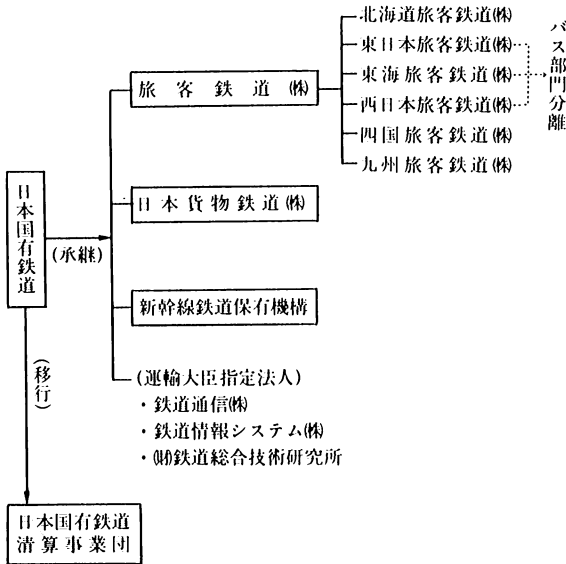 北海道旅客鉄道㈱
東日本旅客鉄道㈱
東海旅客鉄道㈱
西日本旅客鉄道㈱
四国旅客鉄道㈱
九州旅客鉄道㈱
バス部門分離
旅客鉄道㈱
日本国有鉄道
(承継)
日本貨物鉄道㈱
新幹線鉄道保有機構
(運輸大臣指定法人)
・鉄道通信㈱
・鉄道情報システム㈱
・㈶鉄道総合技術研究所
(移行)
日本国有鉄道
清算事業団